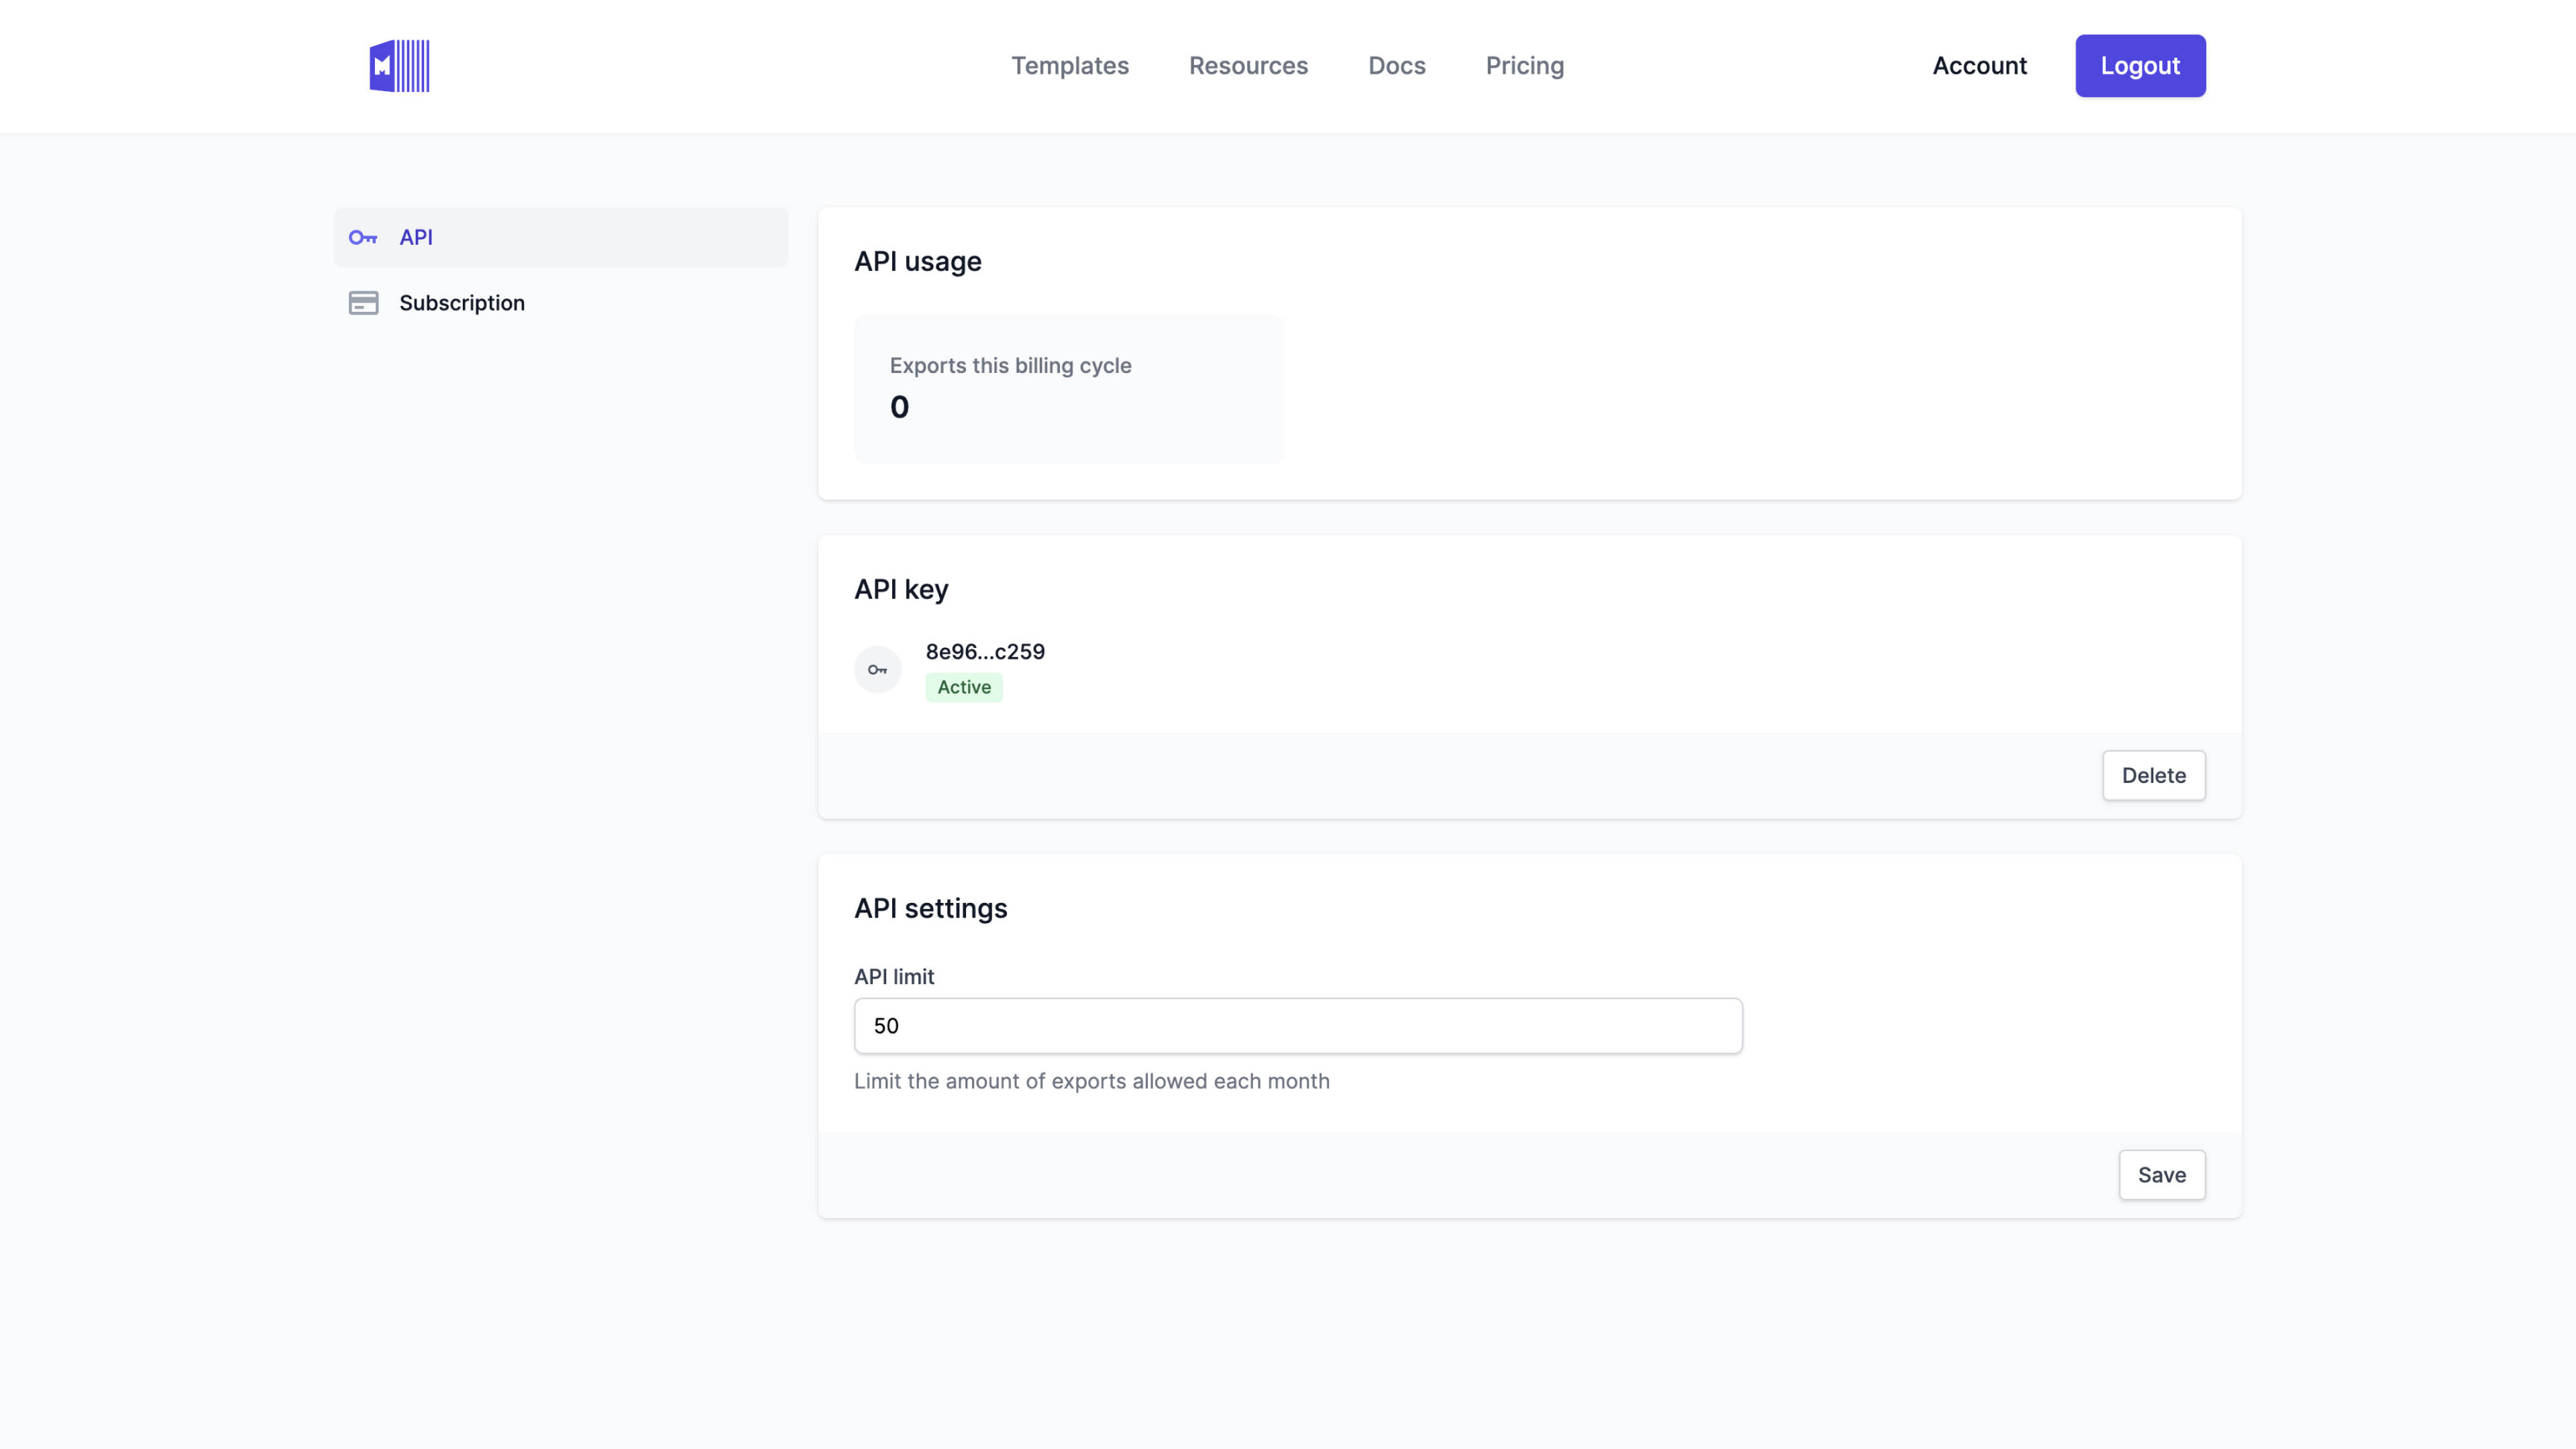 M
Templates
Resources
Docs
Pricing
Account
Logout
API
Subscription
API usage
Exports this billing cycle
0
API key
8e96...c259
Active
Delete
API settings
API limit
50
Limit the amount of exports allowed each month
Save